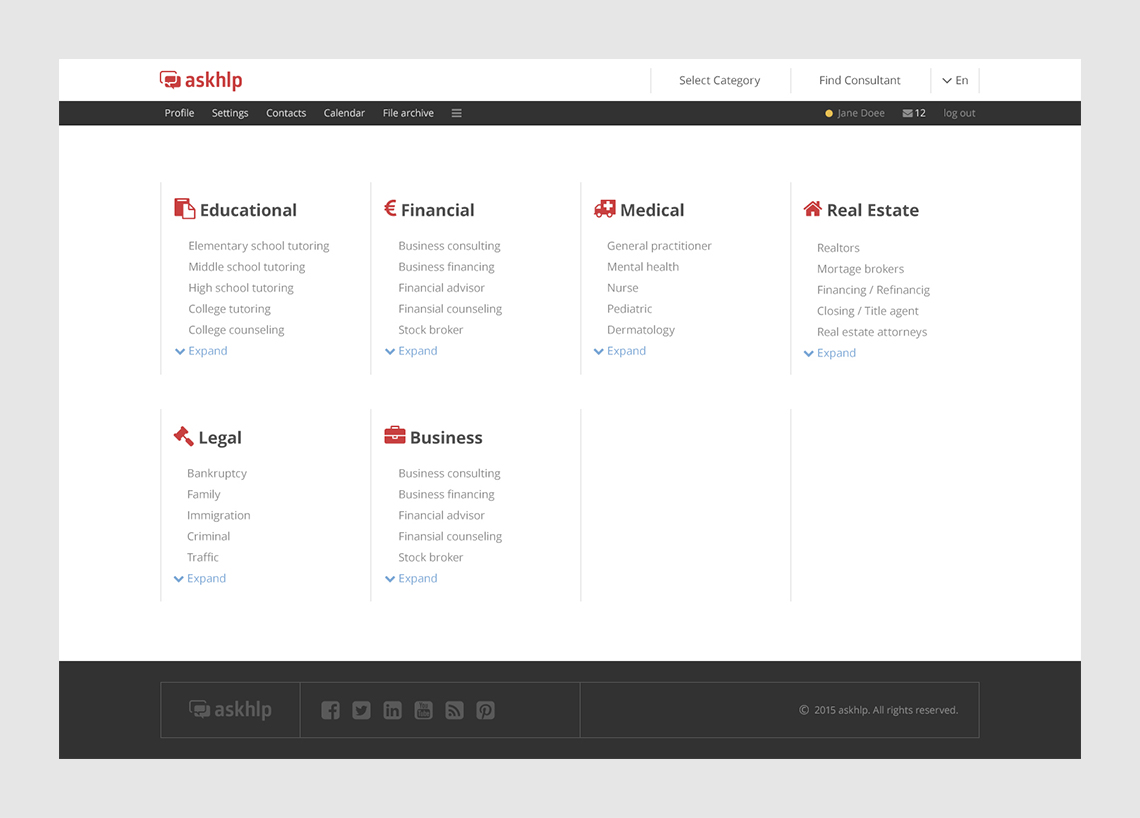 askhlp
Select Category
Find Consultant
En
Profile Settings Contacts Calendar File archive
Jane Doee 12 log out
Educational
Elementary school tutoring
Middle school tutoring
High school tutoring
College tutoring
College counseling
Expand
€ Financial
Business consulting
Business financing
Financial advisor
Finansial counseling
Stock broker
Expand
Medical
General practitioner
Mental health
Nurse
Pediatric
Dermatology
Expand
Real Estate
Realtors
Mortage brokers
Financing / Refinancig
Closing / Title agent
Real estate attorneys
Expand
Legal
Bankruptcy
Family
Immigration
Criminal
Traffic
Expand
Business
Business consulting
Business financing
Financial advisor
Finansial counseling
Stock broker
Expand
askhlp
You Tube
© 2015 askhlp. All rights reserved.